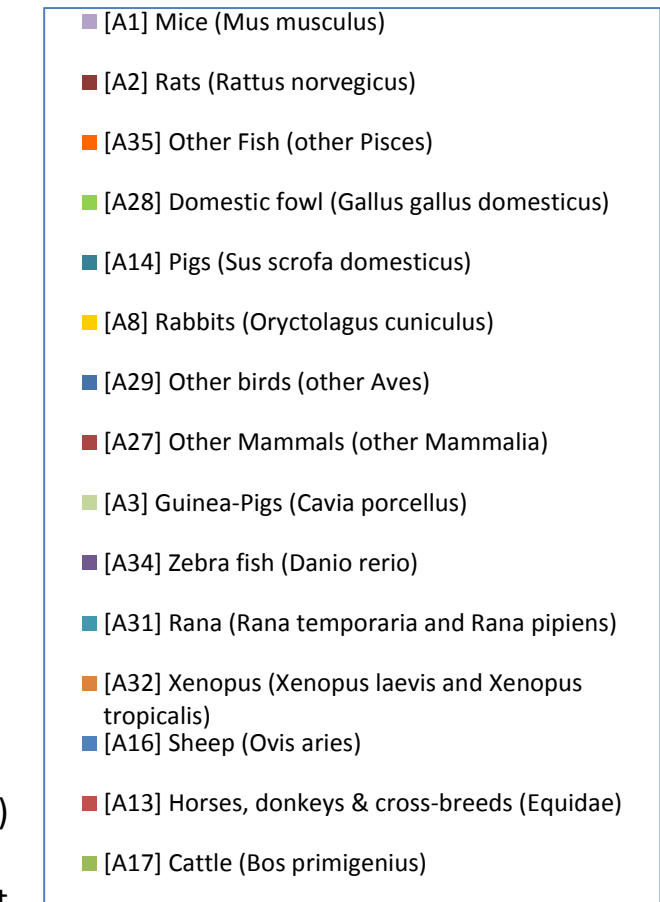 [A1] Mice (Mus musculus)
[A2] Rats (Rattus norvegicus)
[A35] Other Fish (other Pisces)
[A28] Domestic fowl (Gallus gallus domesticus)
[A14] Pigs (Sus scrofa domesticus)
[A8] Rabbits (Oryctolagus cuniculus)
[A29] Other birds (other Aves)
[A27] Other Mammals (other Mammalia)
[A3] Guinea-Pigs (Cavia porcellus)
[A34] Zebra fish (Danio rerio)
[A31] Rana (Rana temporaria and Rana pipiens)
[A32] Xenopus (Xenopus laevis and Xenopus
tropicalis)
[A16] Sheep (Ovis aries)
)
[A13] Horses, donkeys & cross-breeds (Equidae)
[A17] Cattle (Bos primigenius)